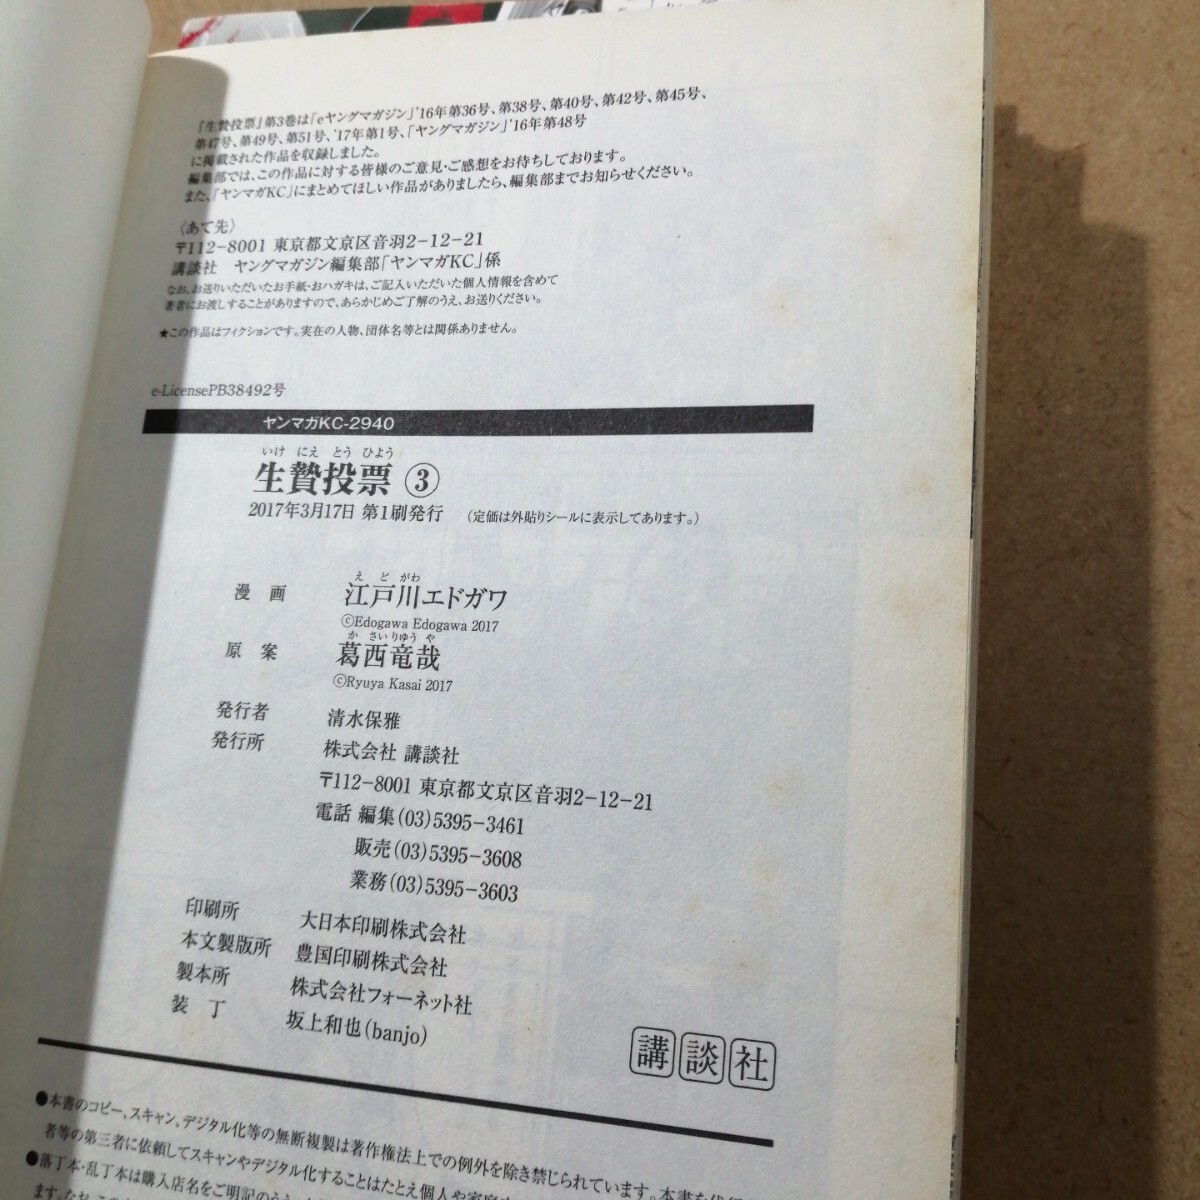 『生贄投票』第3巻は「eヤングマガジン」'16年第36号、第38号、第40号、第42号、第45号、
第47号、第49号、第51号、'17年第1号、「ヤングマガジン」'16年第48号
に掲載された作品を収録しました。
編集部では、この作品に対する皆様のご意見・ご感想をお待ちしております。
また、「ヤンマガKC」にまとめてほしい作品がありましたら、編集部までお知らせください。
〈あて先〉
〒112-8001 東京都文京区音羽2-12-21
講談社 ヤングマガジン編集部「ヤンマガKC」係
なお、お送りいただいたお手紙・おハガキは、ご記入いただいた個人情報を含めて
著者にお渡しすることがありますので、あらかじめご了解のうえ、お送りください。
★この作品はフィクションです。実在の人物、団体名等とは関係ありません。
e-LicensePB38492号
ヤンマガKC-2940
いけ にえ とう ひよう
生贄投票 ③
2017年3月17日 第1刷発行 (定価は外貼りシールに表示してあります。)
え ど がわ
漫 画 江戸川エドガワ
©Edogawa Edogawa 2017
か さい りゆう や
原 案 葛西竜哉
©Ryuya Kasai 2017
発行者 清水保雅
発行所 株式会社 講談社
〒112-8001 東京都文京区音羽2-12-21
電話 編集(03)5395-3461
販売(03)5395-3608
業務(03)5395-3603
印刷所 大日本印刷株式会社
本文製版所 豊国印刷株式会社
製本所 株式会社フォーネット社
装 丁 坂上和也(banjo)
講談社
●本書のコピー、スキャン、デジタル化等の無断複製は著作権法上での例外を除き禁じられています。本書を代行
者等の第三者に依頼してスキャンやデジタル化することはたとえ個人や家庭
●落丁本・乱丁本は購入店名をご明記のうえ、
ます。なお、この